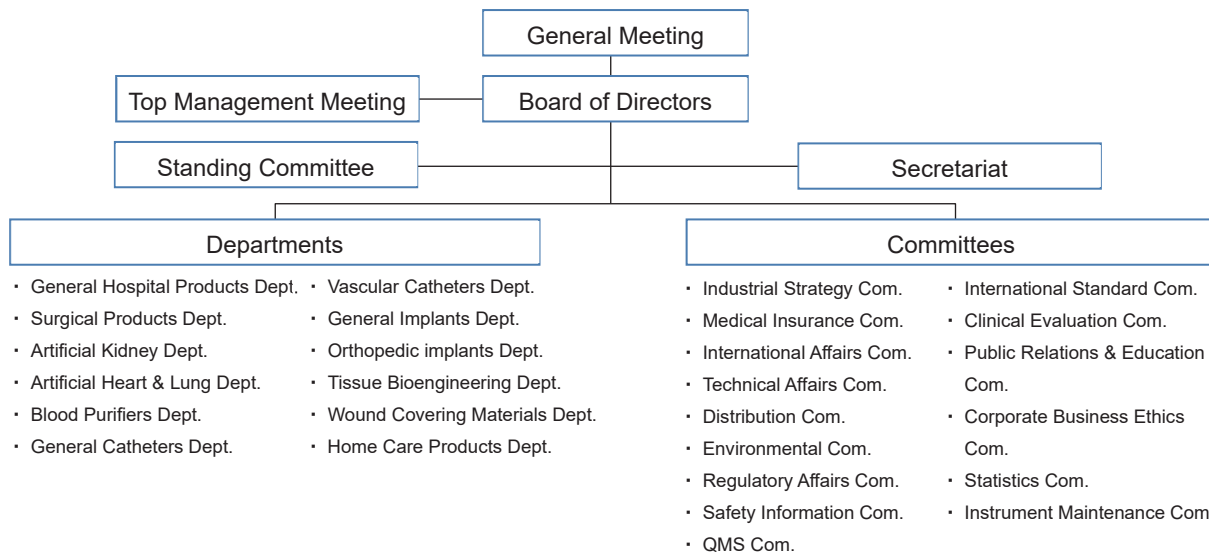 General Meeting
Top Management Meeting
Board of Directors
Standing Committee
Secretariat
Departments
・ General Hospital Products Dept.
・ Surgical Products Dept.
・ Artificial Kidney Dept.
・ Artificial Heart & Lung Dept.
・ Blood Purifiers Dept.
・ General Catheters Dept.
・ Vascular Catheters Dept.
・ General Implants Dept.
・ Orthopedic implants Dept.
・ Tissue Bioengineering Dept.
・ Wound Covering Materials Dept.
・ Home Care Products Dept.
Committees
・ Industrial Strategy Com.
・ Medical Insurance Com.
・ International Affairs Com.
・ Technical Affairs Com.
・ Distribution Com.
・ Environmental Com.
・ Regulatory Affairs Com.
・ Safety Information Com.
・ QMS Com.
・ International Standard Com.
・ Clinical Evaluation Com.
・ Public Relations & Education
Com.
・ Corporate Business Ethics
Com.
・ Statistics Com.
・ Instrument Maintenance Com